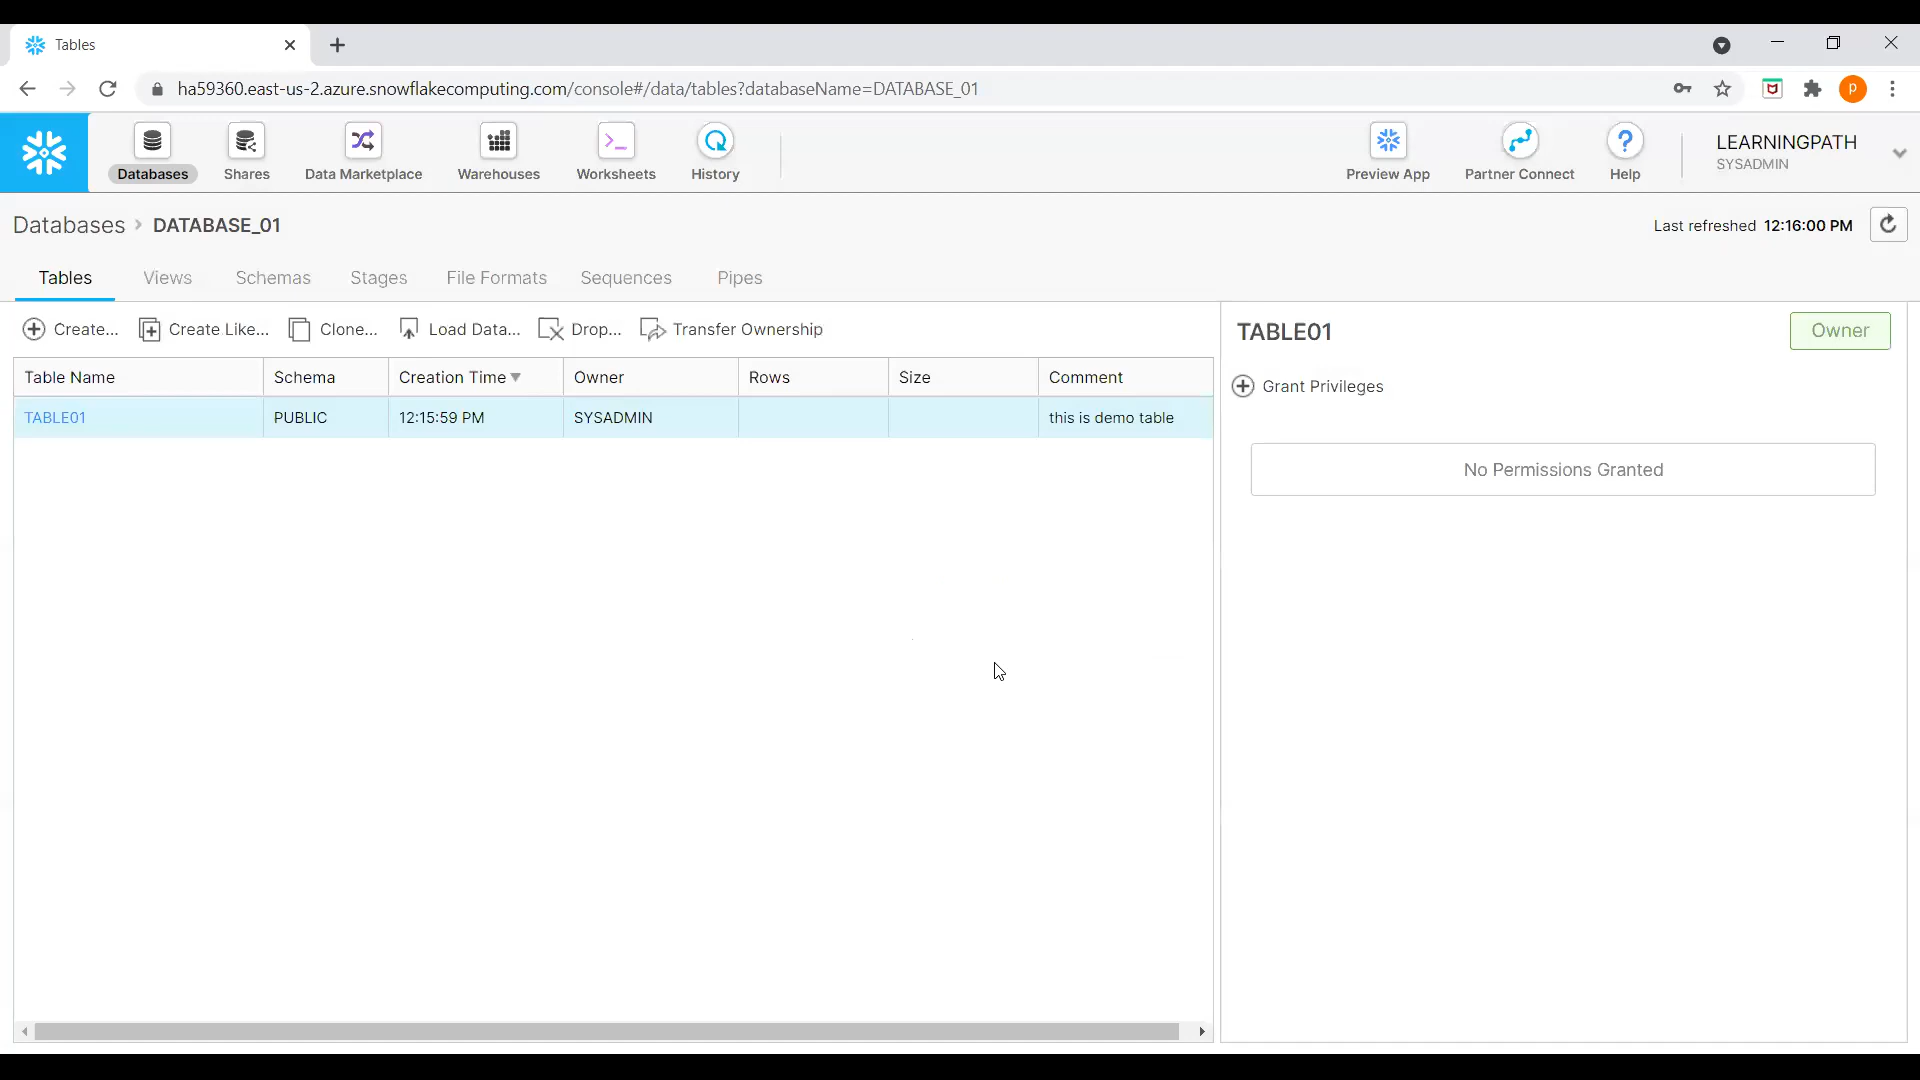 Tables
ha59360.east-us-2.azure.snowflakecomputing.com/console#/data/tables?databaseName=DATABASE_01
P
Databases Shares Data Marketplace Warehouses Worksheets History Preview App Partner Connect Help
LEARNINGPATH
SYSADMIN
Databases > DATABASE_01 Last refreshed 12:16:00 PM
Tables Views Schemas Stages File Formats Sequences Pipes
Create... Create Like... Clone... Load Data... Drop... Transfer Ownership
Table Name Schema Creation Time Owner Rows Size Comment
TABLE01 PUBLIC 12:15:59 PM SYSADMIN this is demo table
TABLE01 Owner
Grant Privileges
No Permissions Granted